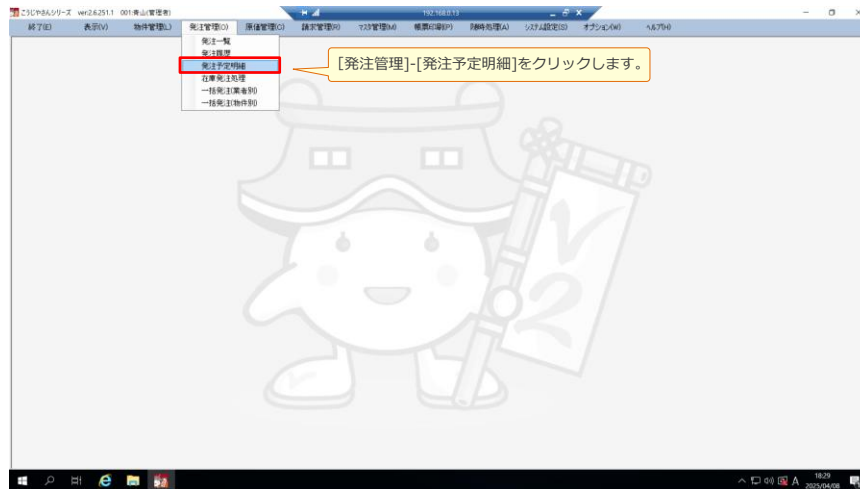 こうじやさんシリーズ ver.2.6.251.1 001:青山(管理者)
192.168.0.13
終了(E) 表示(V) 物件管理(L) 発注管理(O) 原価管理(C) 請求管理(R) マスタ管理(M) 帳票印刷(P) 随時処理(A) システム設定(S) オプション(W) ヘルプ(H)
発注一覧
発注履歴
発注予定明細
在庫発注処理
一括発注(業者別)
一括発注(物件別)
[発注管理]-[発注予定明細]をクリックします。
V2
A 18:29
2025/04/08